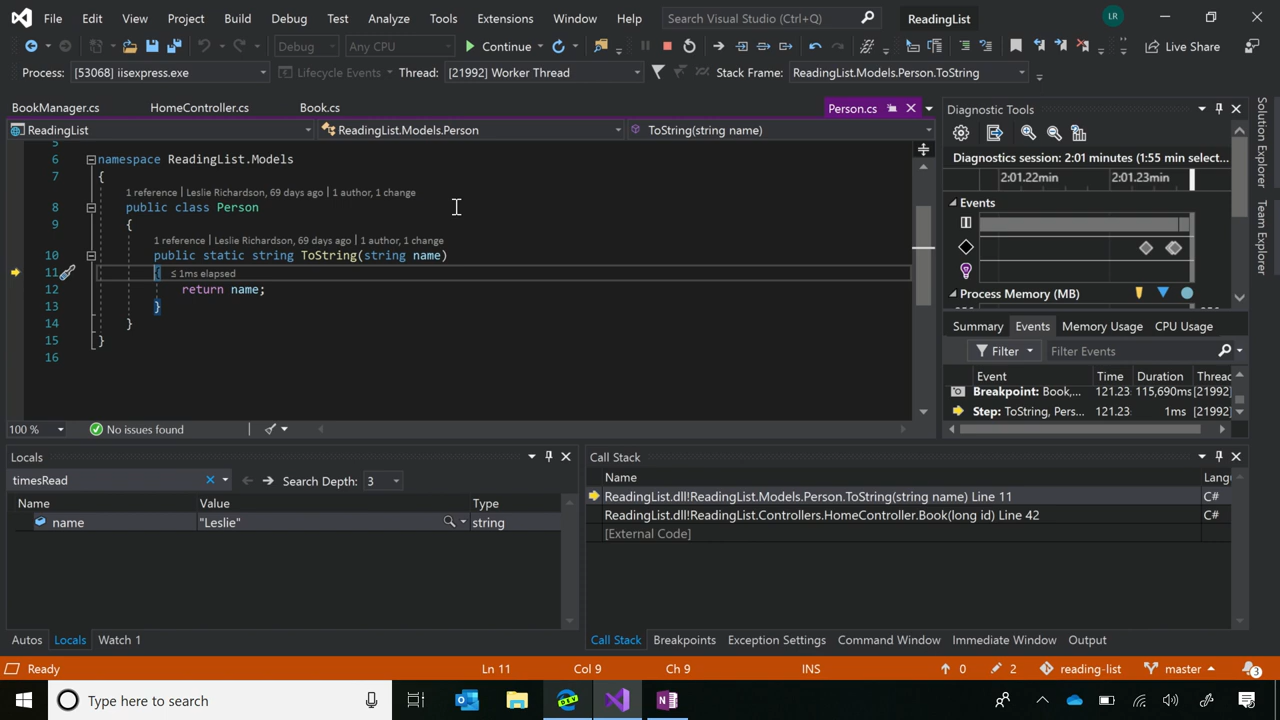 File Edit View Project Build Debug Test Analyze Tools Extensions Window Help Search Visual Studio (Ctrl+Q) ReadingList LR
Debug Any CPU Continue Live Share
Process: [53068] iisexpress.exe Lifecycle Events Thread: [21992] Worker Thread Stack Frame: ReadingList.Models.Person.ToString
BookManager.cs HomeController.cs Book.cs Person.cs
ReadingList ReadingList.Models.Person ToString(string name)
5
6 namespace ReadingList.Models
7 {
1 reference | Leslie Richardson, 69 days ago | 1 author, 1 change
8 public class Person
9 {
1 reference | Leslie Richardson, 69 days ago | 1 author, 1 change
10 public static string ToString(string name)
11 { ≤ 1ms elapsed
12 return name;
13 }
14 }
15 }
16
100 % No issues found
Diagnostic Tools
Diagnostics session: 2:01 minutes (1:55 min select...
2:01.22min 2:01.23min
Events
Process Memory (MB)
Summary Events Memory Usage CPU Usage
Filter Filter Events
Event Time Duration Thread
Breakpoint: Book,... 121.23 115,690ms [21992]
Step: ToString, Pers... 121.23 1ms [21992]
Solution Explorer
Team Explorer
Locals
timesRead Search Depth: 3
Name Value Type
name "Leslie" string
Autos Locals Watch 1
Call Stack
Name Lang
ReadingList.dll!ReadingList.Models.Person.ToString(string name) Line 11 C#
ReadingList.dll!ReadingList.Controllers.HomeController.Book(long id) Line 42 C#
[External Code]
Call Stack Breakpoints Exception Settings Command Window Immediate Window Output
Ready Ln 11 Col 9 Ch 9 INS 0 2 reading-list master 3
Type here to search DEV